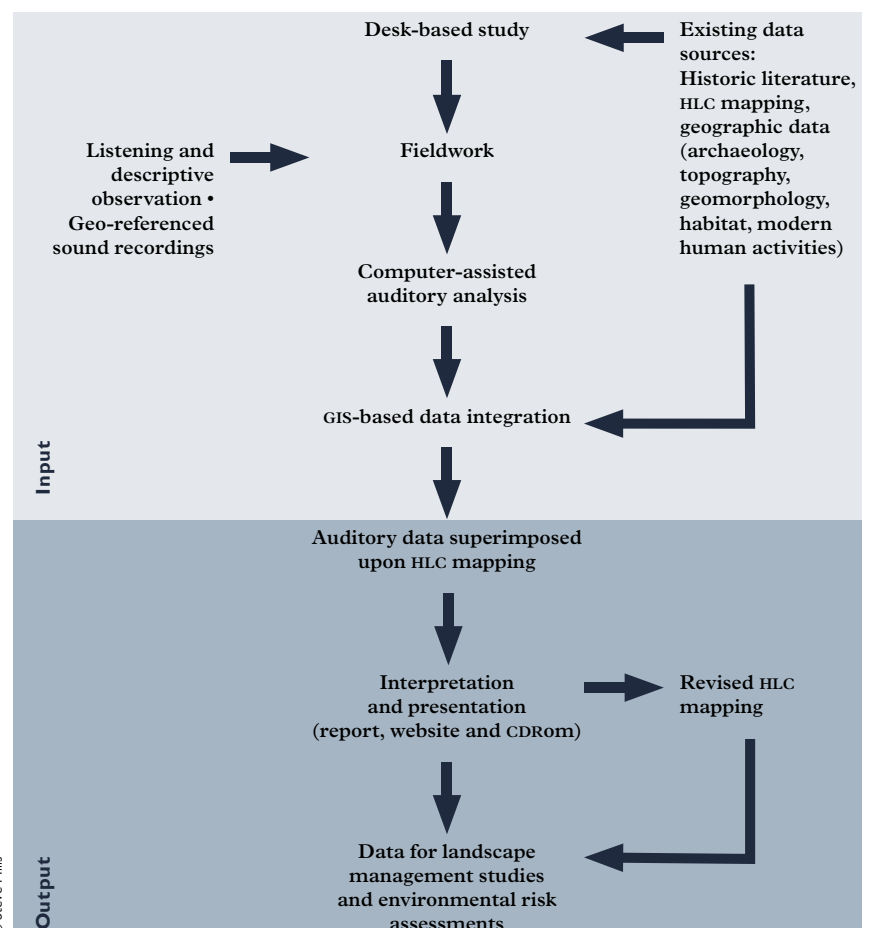 Desk-based study
Existing data
sources:
Historic literature,
HLC mapping,
geographic data
(archaeology,
topography,
geomorphology,
habitat, modern
human activities)
Listening and
descriptive
observation •
Geo-referenced
sound recordings
Fieldwork
Computer-assisted
auditory analysis
GIS-based data integration
Input
Auditory data superimposed
upon HLC mapping
Interpretation
and presentation
(report, website and CDRom)
Revised HLC
mapping
Data for landscape
management studies
and environmental risk
assessments
Output